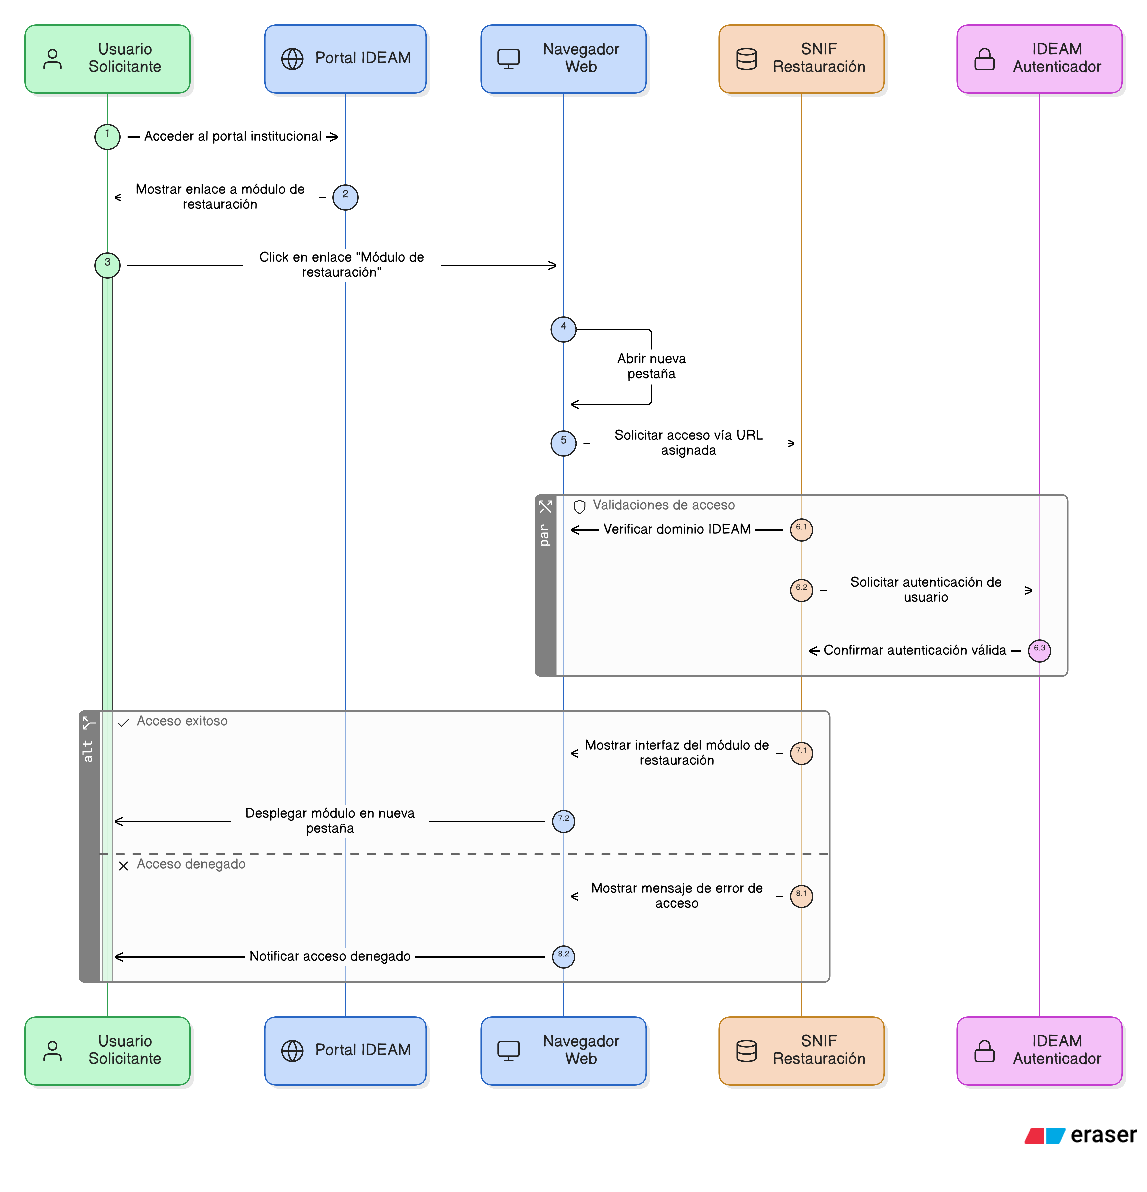 Usuario
Solicitante
Portal IDEAM
Navegador
Web
SNIF
Restauración
IDEAM
Autenticador
1
Acceder al portal institucional
Mostrar enlace a módulo de
restauración
2
3
Click en enlace "Módulo de
restauración"
4
Abrir nueva
pestaña
5
Solicitar acceso vía URL
asignada
par
Validaciones de acceso
Verificar dominio IDEAM
6.1
6.2
Solicitar autenticación de
usuario
Confirmar autenticación válida
6.3
alt
Acceso exitoso
Mostrar interfaz del módulo de
restauración
7.1
Desplegar módulo en nueva
pestaña
7.2
Acceso denegado
Mostrar mensaje de error de
acceso
8.1
Notificar acceso denegado
8.2
Usuario
Solicitante
Portal IDEAM
Navegador
Web
SNIF
Restauración
IDEAM
Autenticador
eraser